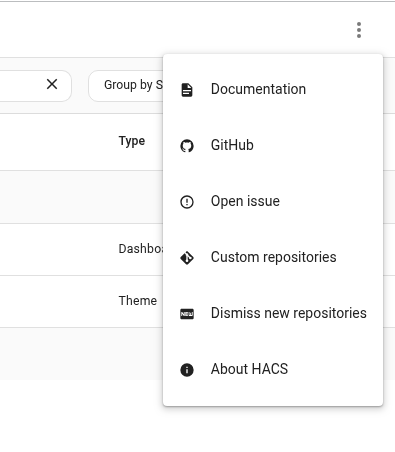 Group by S
Type
Documentation
GitHub
Open issue
Dashbo
Custom repositories
Theme
NEW Dismiss new repositories
About HACS